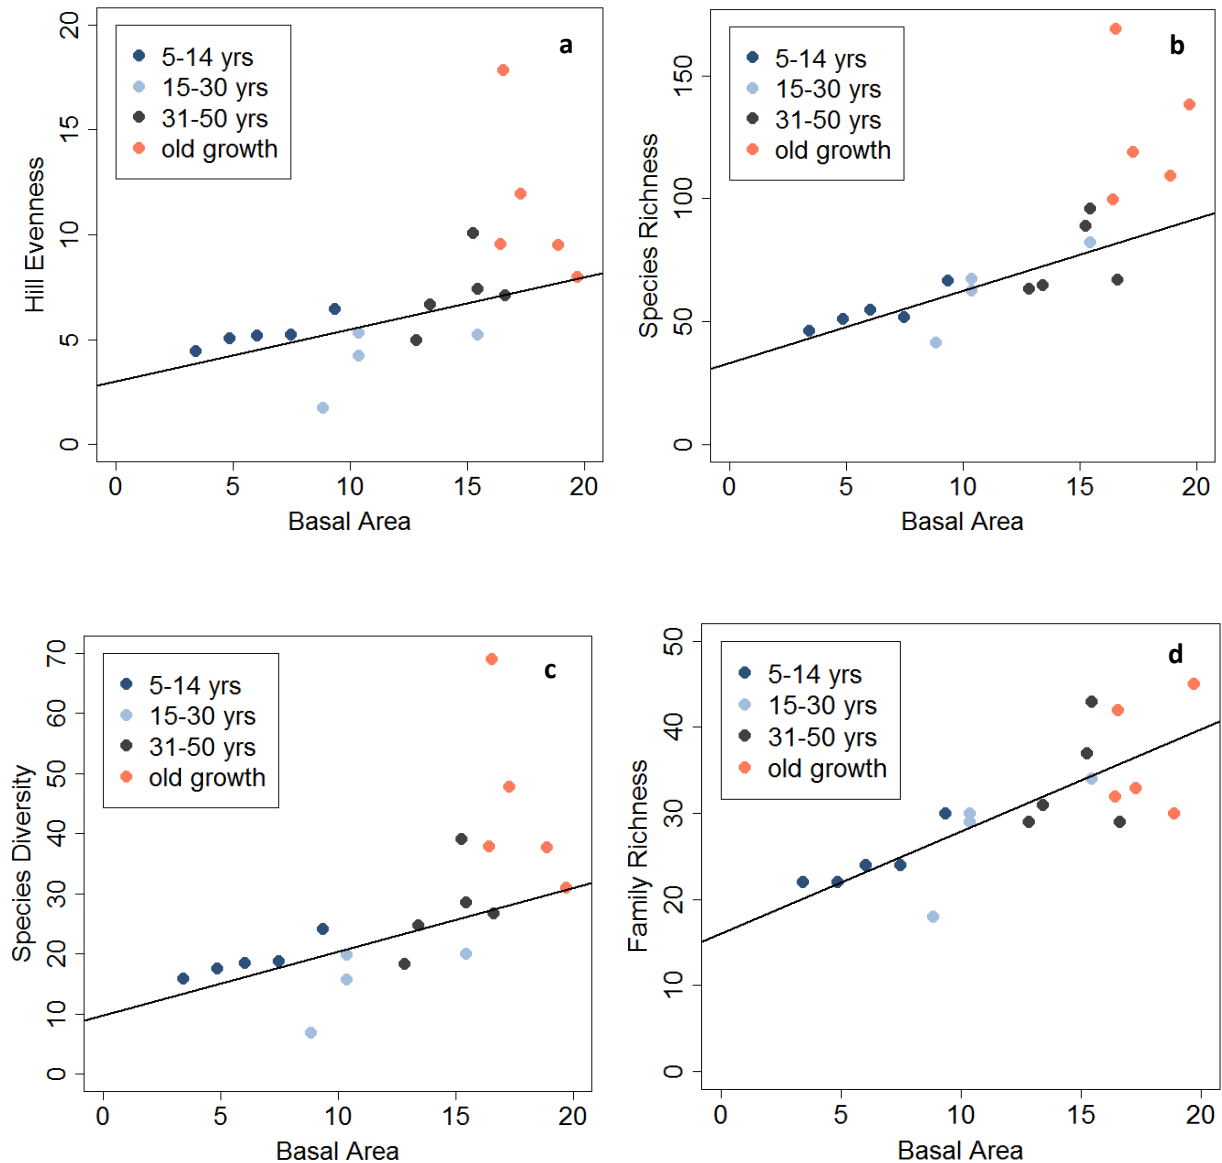 a
5-14 yrs
15-30 yrs
31-50 yrs
old growth
Hill Evenness
0
5
10
15
20
0 5 10 15 20
Basal Area
b
5-14 yrs
15-30 yrs
31-50 yrs
old growth
Species Richness
0
50
100
150
0 5 10 15 20
Basal Area
c
5-14 yrs
15-30 yrs
31-50 yrs
old growth
Species Diversity
0
10
20
30
40
50
60
70
0 5 10 15 20
Basal Area
d
5-14 yrs
15-30 yrs
31-50 yrs
old growth
Family Richness
0
10
20
30
40
50
0 5 10 15 20
Basal Area